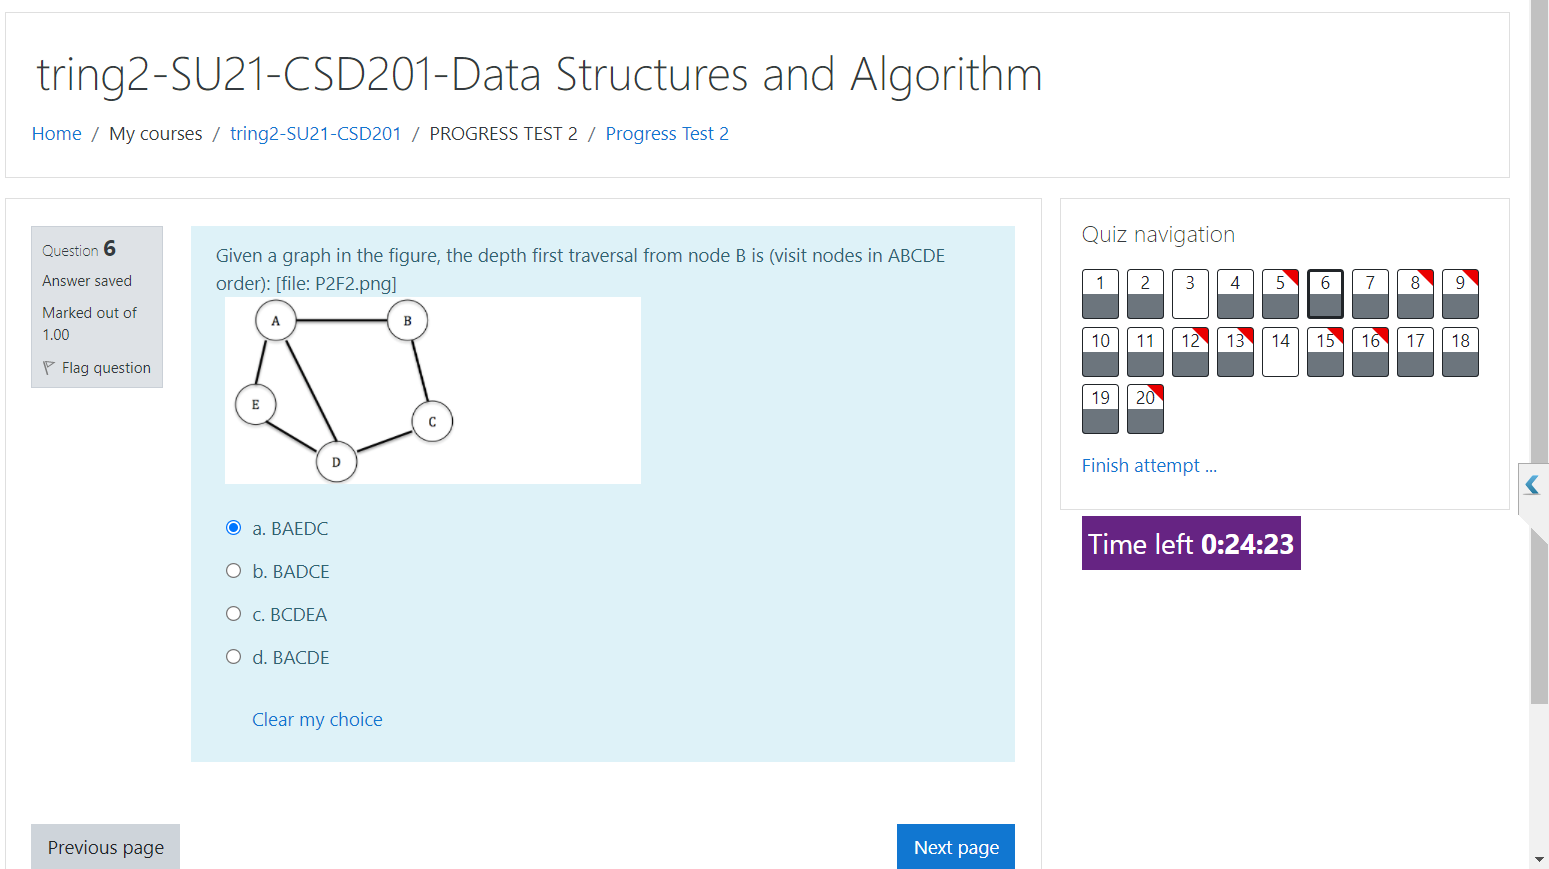 tring2-SU21-CSD201-Data Structures and Algorithm
Home / My courses / tring2-SU21-CSD201 / PROGRESS TEST 2 / Progress Test 2
Question 6
Answer saved
Marked out of
1.00
Flag question
Given a graph in the figure, the depth first traversal from node B is (visit nodes in ABCDE
order): [file: P2F2.png]
A
B
E
C
D
a. BAEDC
b. BADCE
c. BCDEA
d. BACDE
Clear my choice
Previous page
Next page
Quiz navigation
1 2 3 4 5 6 7 8 9
10 11 12 13 14 15 16 17 18
19 20
Finish attempt ...
Time left 0:24:23